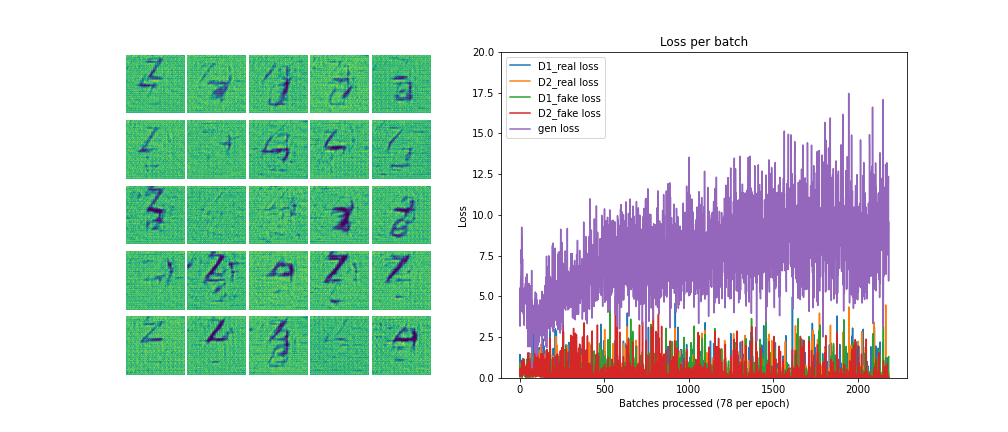 Loss per batch
20.0
17.5
15.0
12.5
10.0
7.5
5.0
2.5
0.0
Loss
D1_real loss
D2_real loss
D1_fake loss
D2_fake loss
gen loss
0
500
1000
1500
2000
Batches processed (78 per epoch)